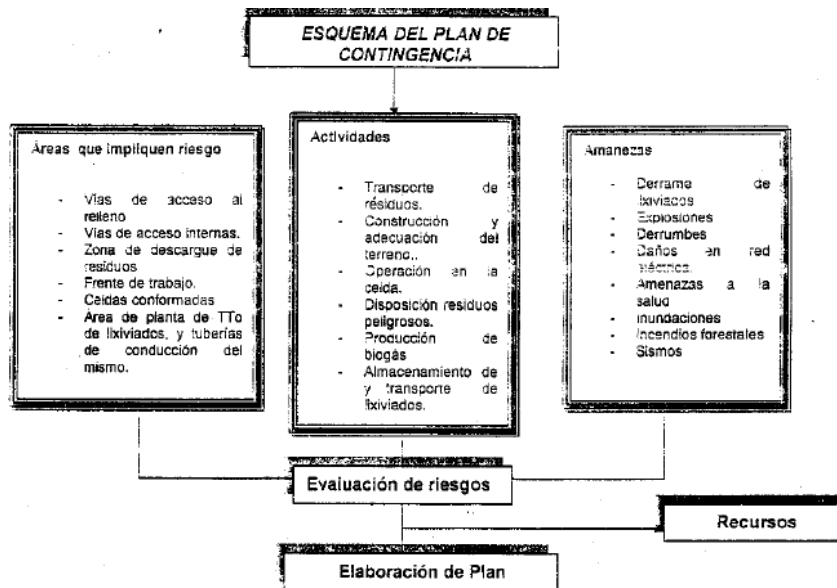 ESQUEMA DEL PLAN DE
CONTINGENCIA
Áreas que impliquen riesgo
- Vías de acceso al
relleno
- Vías de acceso internas.
- Zona de descargue de
residuos
- Frente de trabajo.
- Celdas conformadas
- Área de planta de TTo
de lixiviados, y tuberías
de conducción del
mismo.
Actividades
- Transporte de
résiduos.
- Construcción y
adecuación del
terreno..
- Operación en la
celda.
- Disposición residuos
peligrosos.
- Producción de
biogás
- Almacenamiento de
y transporte de
lixiviados.
Amanezas
- Derrame de
lixiviados
- Explosiones
- Derrumbes
- Daños en red
eléctrica.
- Amenazas a la
salud
- Inundaciones
- Incendios forestales
- Sismos
Evaluación de riesgos
Recursos
Elaboración de Plan